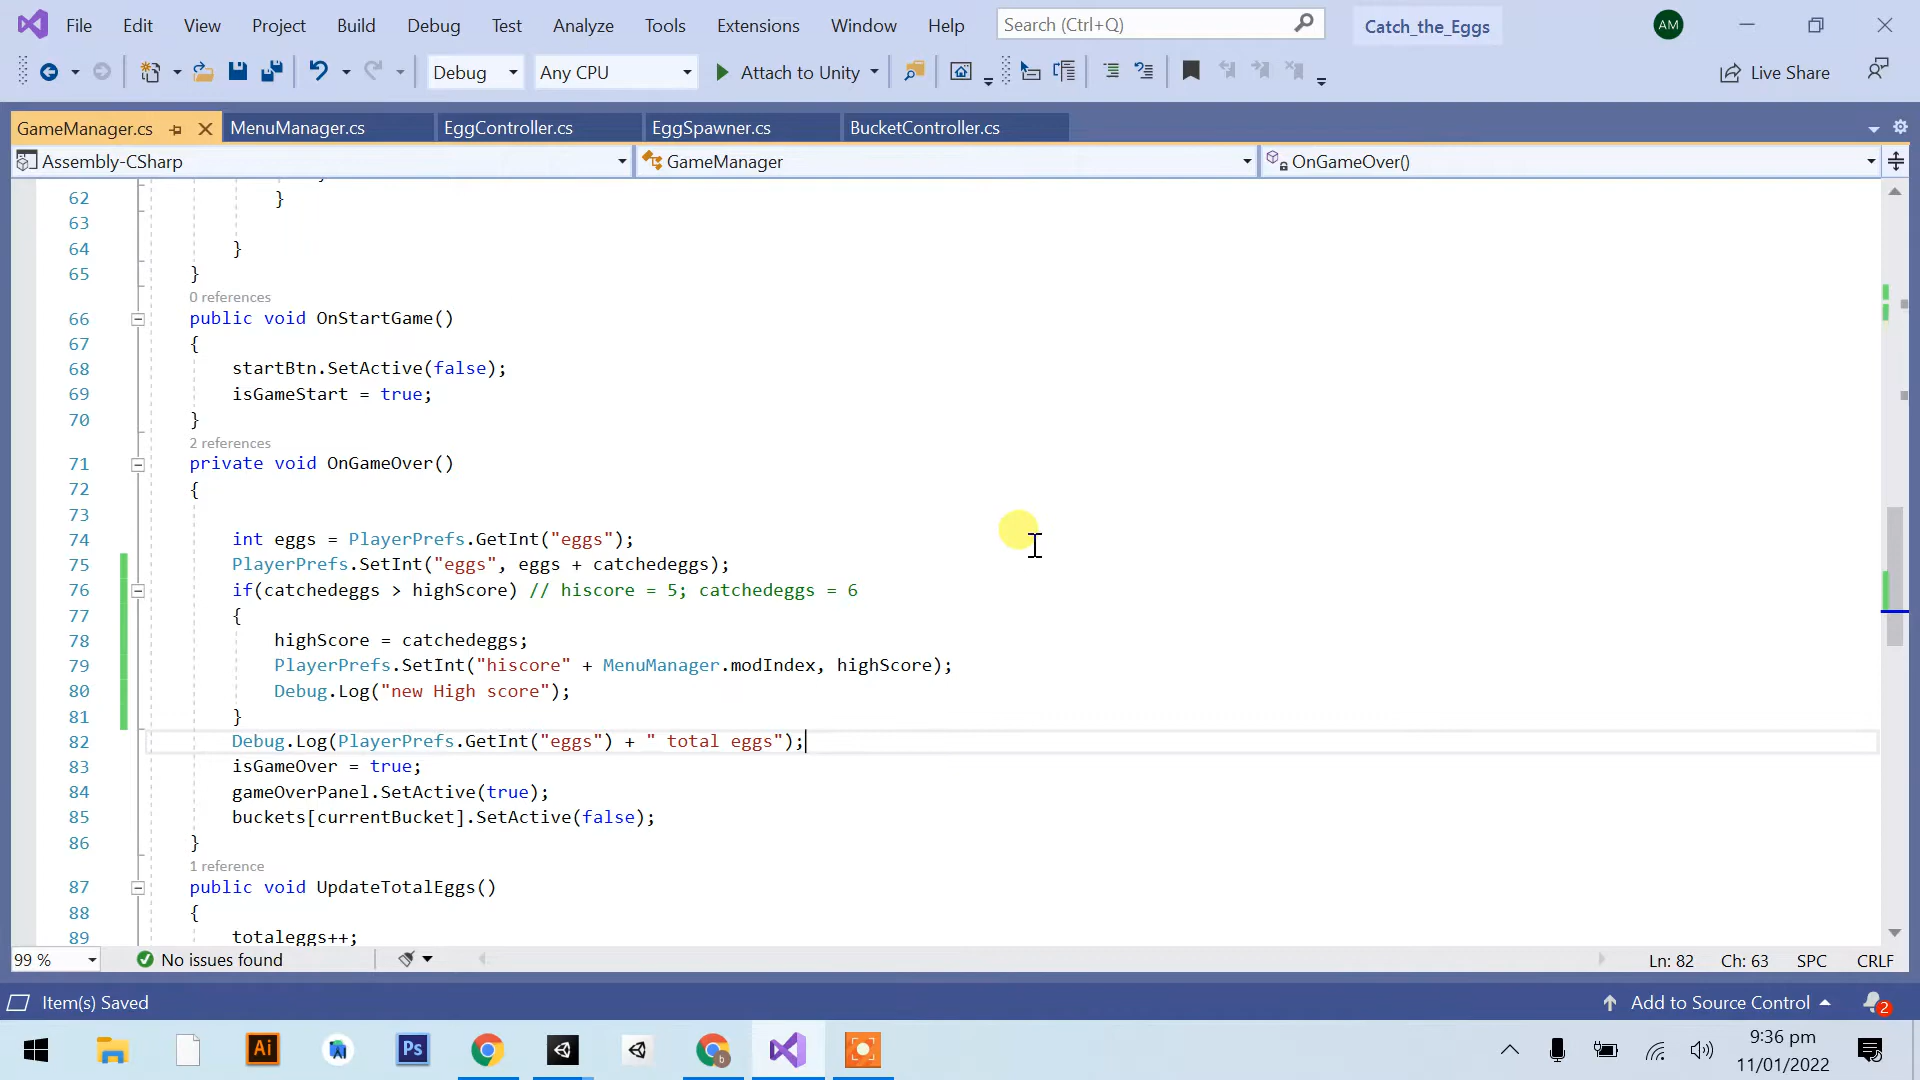 File Edit View Project Build Debug Test Analyze Tools Extensions Window Help Search (Ctrl+Q) Catch_the_Eggs AM
Debug Any CPU Attach to Unity Live Share
GameManager.cs MenuManager.cs EggController.cs EggSpawner.cs BucketController.cs
Assembly-CSharp GameManager OnGameOver()
62 }
63
64 }
65 }
0 references
66 public void OnStartGame()
67 {
68 startBtn.SetActive(false);
69 isGameStart = true;
70 }
2 references
71 private void OnGameOver()
72 {
73
74 int eggs = PlayerPrefs.GetInt("eggs");
75 PlayerPrefs.SetInt("eggs", eggs + catchedeggs);
76 if(catchedeggs > highScore) // hiscore = 5; catchedeggs = 6
77 {
78 highScore = catchedeggs;
79 PlayerPrefs.SetInt("hiscore" + MenuManager.modIndex, highScore);
80 Debug.Log("new High score");
81 }
82 Debug.Log(PlayerPrefs.GetInt("eggs") + " total eggs");
83 isGameOver = true;
84 gameOverPanel.SetActive(true);
85 buckets[currentBucket].SetActive(false);
86 }
1 reference
87 public void UpdateTotalEggs()
88 {
89 totaleggs++;
99 % No issues found Ln: 82 Ch: 63 SPC CRLF
Item(s) Saved Add to Source Control 2
Ai Ps b 9:36 pm
11/01/2022